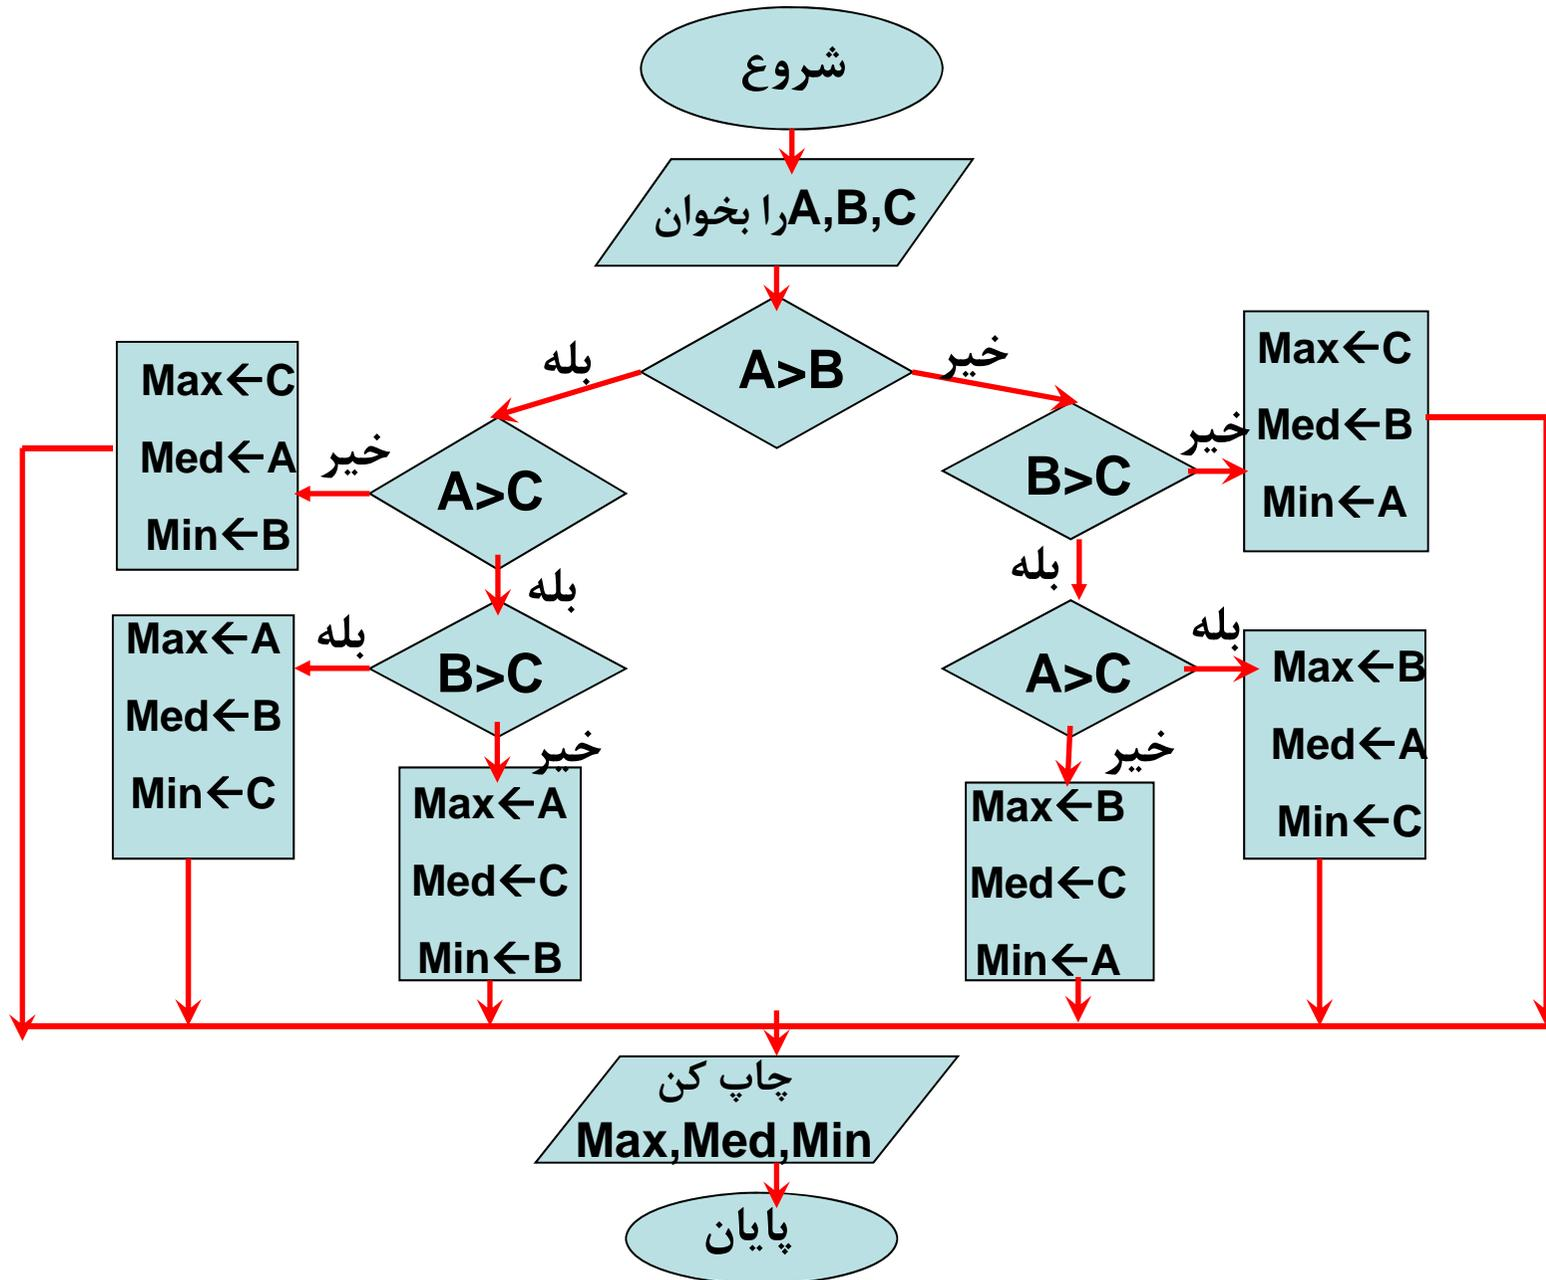 شروع
A,B,C را بخوان
A>B
بله
خیر
Max←C
Med←A
Min←B
خیر
A>C
بله
B>C
بله
Max←A
Med←B
Min←C
خیر
Max←A
Med←C
Min←B
B>C
خیر
Max←C
Med←B
Min←A
بله
A>C
بله
Max←B
Med←A
Min←C
خیر
Max←B
Med←C
Min←A
چاپ کن
Max,Med,Min
پایان